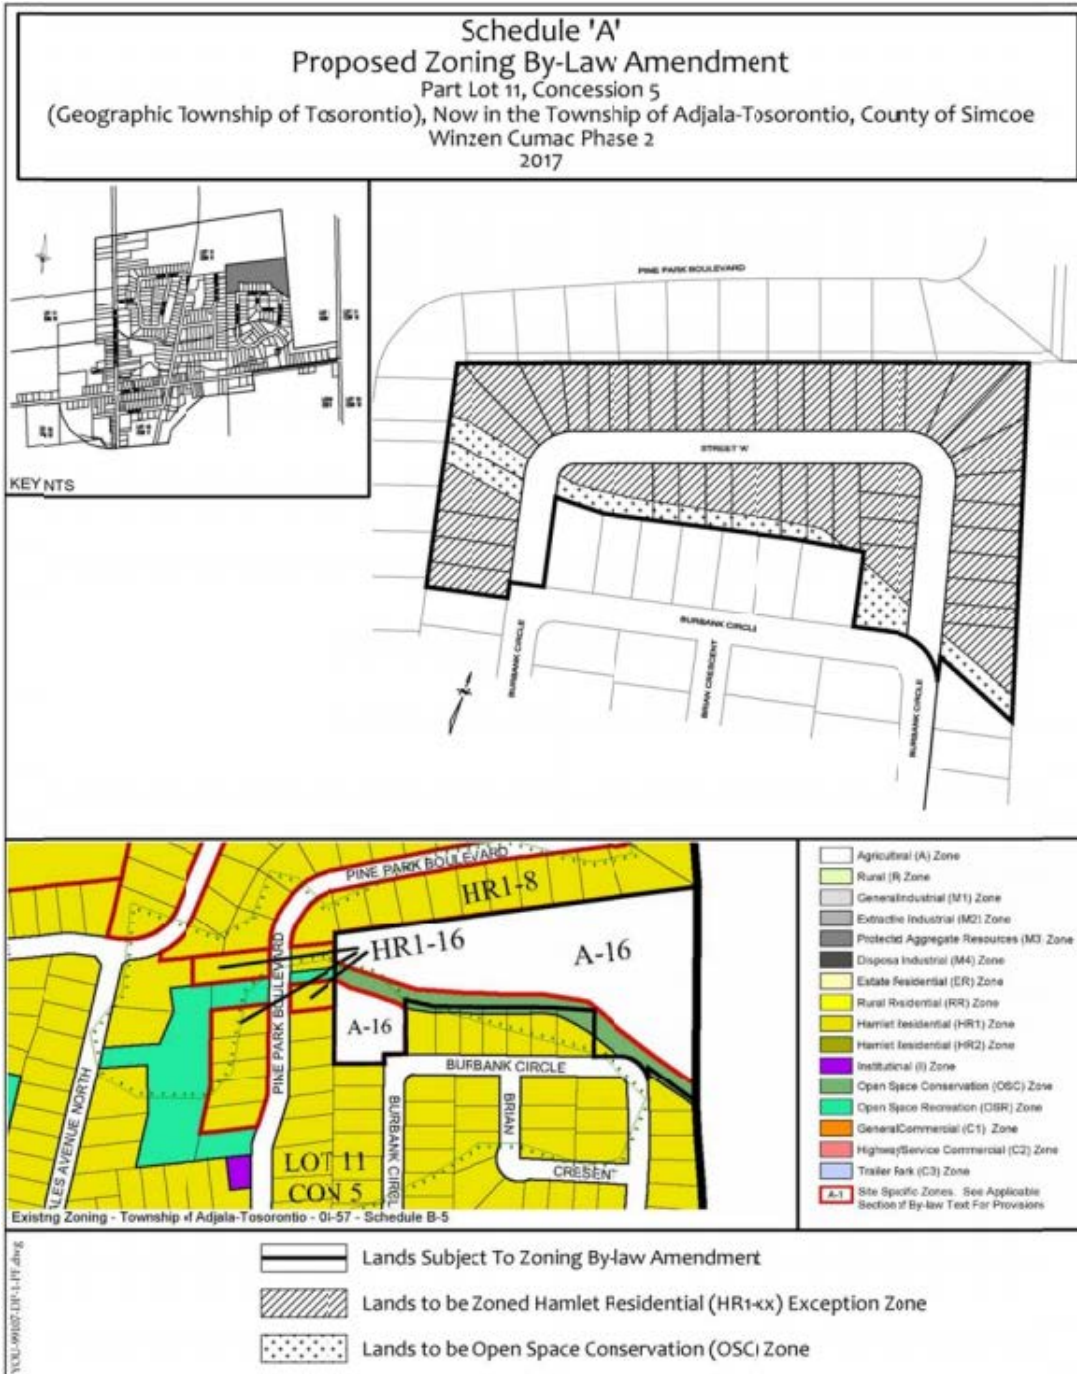 Schedule 'A'
Proposed Zoning By-Law Amendment
Part Lot 11, Concession 5
(Geographic Township of Tosorontio), Now in the Township of Adjala-Tosorontio, County of Simcoe
Winzen Cumac Phase 2
2017
KEY NTS
PINE PARK BOULEVARD
STREET 'A'
BURBANK CIRCLE
BURBANK CIRCLE
BRIAN CRESCENT
BURBANK CIRCLE
PINE PARK BOULEVARD
HR1-8
HR1-16
A-16
A-16
PINE PARK BOULEVARD
BURBANK CIRCLE
BURBANK CIRCL
BRIAN
CRESENT
ALES AVENUE NORTH
LOT 11
CON 5
Existing Zoning - Township of Adjala-Tosorontio - 0-57 - Schedule B-5
Agricultural (A) Zone
Rural (R) Zone
General Industrial (M1) Zone
Extractive Industrial (M2) Zone
Protected Aggregate Resources (M3 Zone
Disposal Industrial (M4) Zone
Estate Residential (ER) Zone
Rural Residential (RR) Zone
Hamlet Residential (HR1) Zone
Hamlet Residential (HR2) Zone
Institutional (I) Zone
Open Space Conservation (OSC) Zone
Open Space Recreation (OSR) Zone
General Commercial (C1) Zone
Highway/Service Commercial (C2) Zone
Trailer Park (C3) Zone
A-1 Site Specific Zones. See Applicable
Section of By-law Text For Provisions
Lands Subject To Zoning By-law Amendment
Lands to be Zoned Hamlet Residential (HR1-xx) Exception Zone
Lands to be Open Space Conservation (OSC) Zone